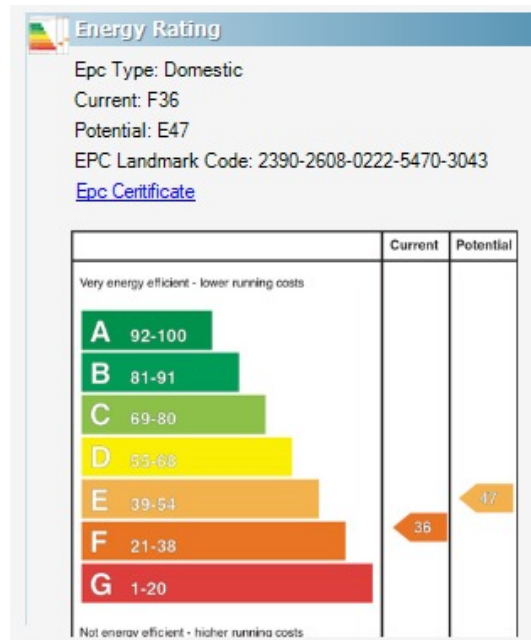 Energy Rating
Epc Type: Domestic
Current: F36
Potential: E47
EPC Landmark Code: 2390-2608-0222-5470-3043
Epc Ceritificate
Current Potential
Very energy efficient - lower running costs
A 92-100
B 81-91
C 69-80
D 55-68
E 39-54
47
F 21-38
36
G 1-20
Not energy efficient - higher running costs